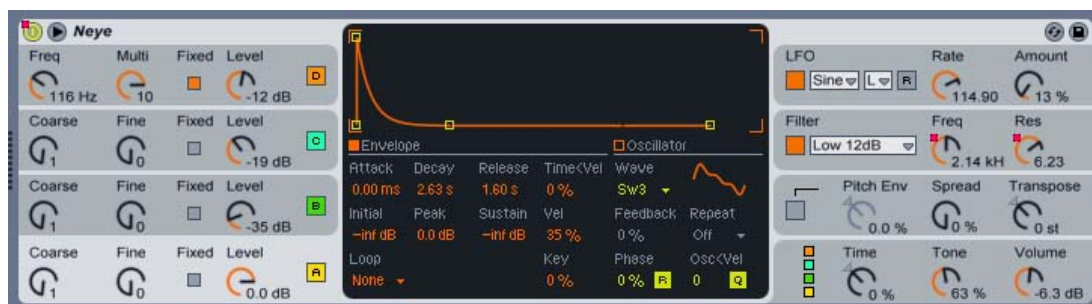 Neye
Freq Multi Fixed Level
116 Hz 10 -12 dB D
Coarse Fine Fixed Level
1 0 -19 dB C
Coarse Fine Fixed Level
1 0 -35 dB B
Coarse Fine Fixed Level
1 0 0.0 dB A
Envelope Oscillator
Attack Decay Release Time<Vel Wave
0.00 ms 2.63 s 1.60 s 0 % Sw3
Initial Peak Sustain Vel Feedback Repeat
-inf dB 0.0 dB -inf dB 35 % 0 % Off
Loop Key Phase Osc<Vel
None 0 % 0 % R 0 Q
LFO Rate Amount
Sine L R 114.90 13 %
Filter Freq Res
Low 12dB 2.14 kH 6.23
Pitch Env Spread Transpose
0.0 % 0 % 0 st
Time Tone Volume
0 % 63 % -6.3 dB